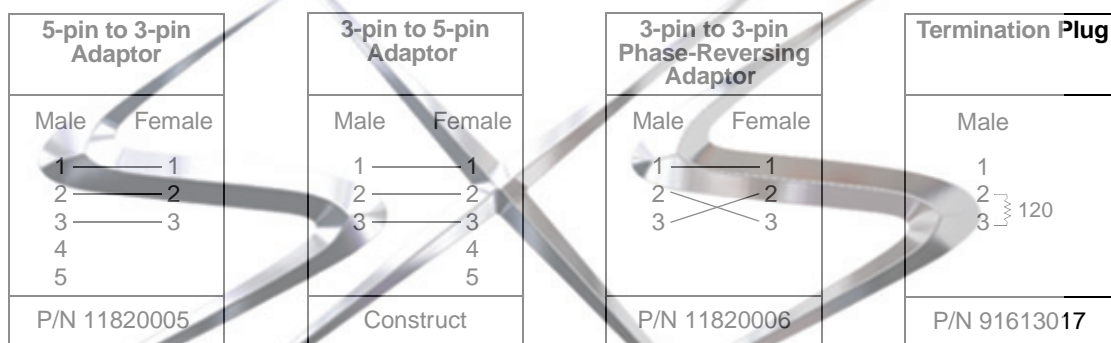 5-pin to 3-pin
Adaptor
Male Female
1 1
2 2
3 3
4
5
P/N 11820005
3-pin to 5-pin
Adaptor
Male Female
1 1
2 2
3 3
4
5
Construct
3-pin to 3-pin
Phase-Reversing
Adaptor
Male Female
1 1
2 2
3 3
P/N 11820006
Termination Plug
Male
1
2
3
120
P/N 91613017